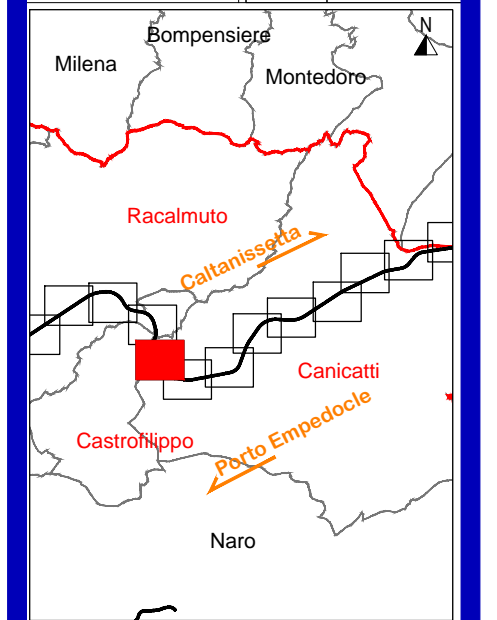 N
Bompensiere
Milena
Montedoro
Racalmuto
Caltanissetta
Canicatti
Porto Empedocle
Castrofilippo
Naro